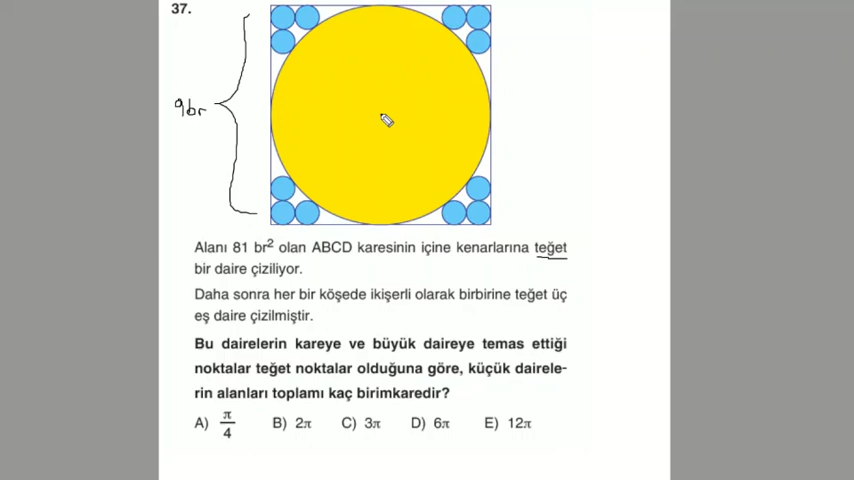 37.
9br
Alanı 81 br² olan ABCD karesinin içine kenarlarına teğet
bir daire çiziliyor.
Daha sonra her bir köşede ikişerli olarak birbirine teğet üç
eş daire çizilmiştir.
Bu dairelerin kareye ve büyük daireye temas ettiği
noktalar teğet noktalar olduğuna göre, küçük dairele-
rin alanları toplamı kaç birimkaredir?
A) π/4 B) 2π C) 3π D) 6π E) 12π